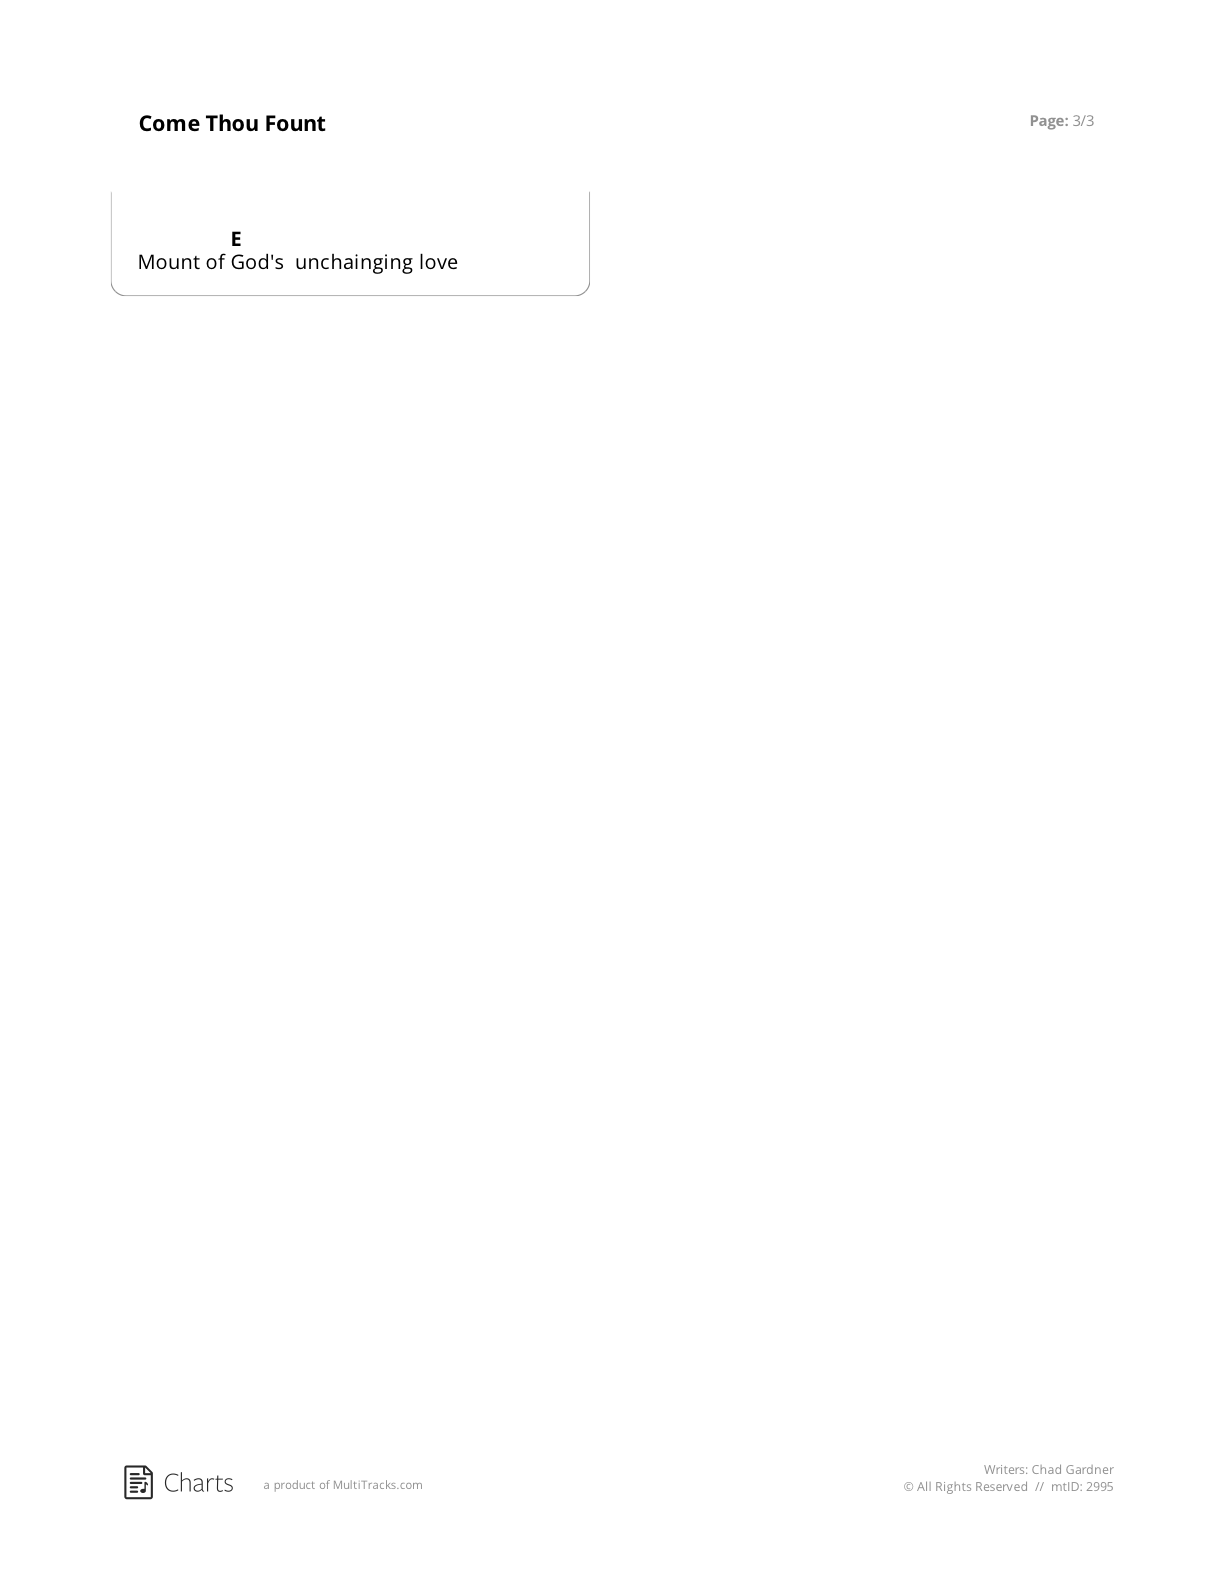 Come Thou Fount
Page: 3/3
E
Mount of God's  unchainging love
Charts
a product of MultiTracks.com
Writers: Chad Gardner
© All Rights Reserved  //  mtID: 2995